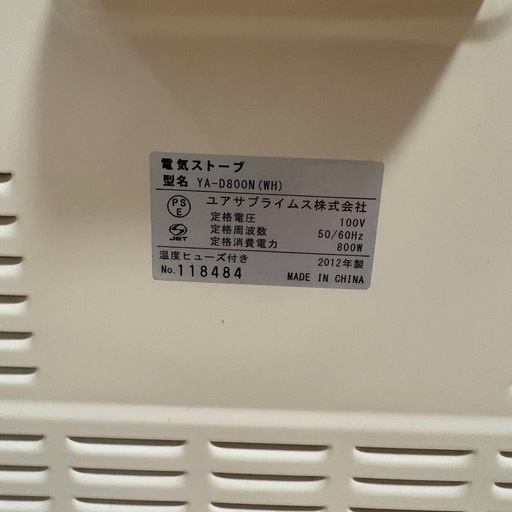 電気ストーブ
型名 YA-D800N(WH)
PS E ユアサプライムス株式会社
定格電圧 100V
定格周波数 50/60Hz
JET 定格消費電力 800W
温度ヒューズ付き 2012年製
No.118484 MADE IN CHINA